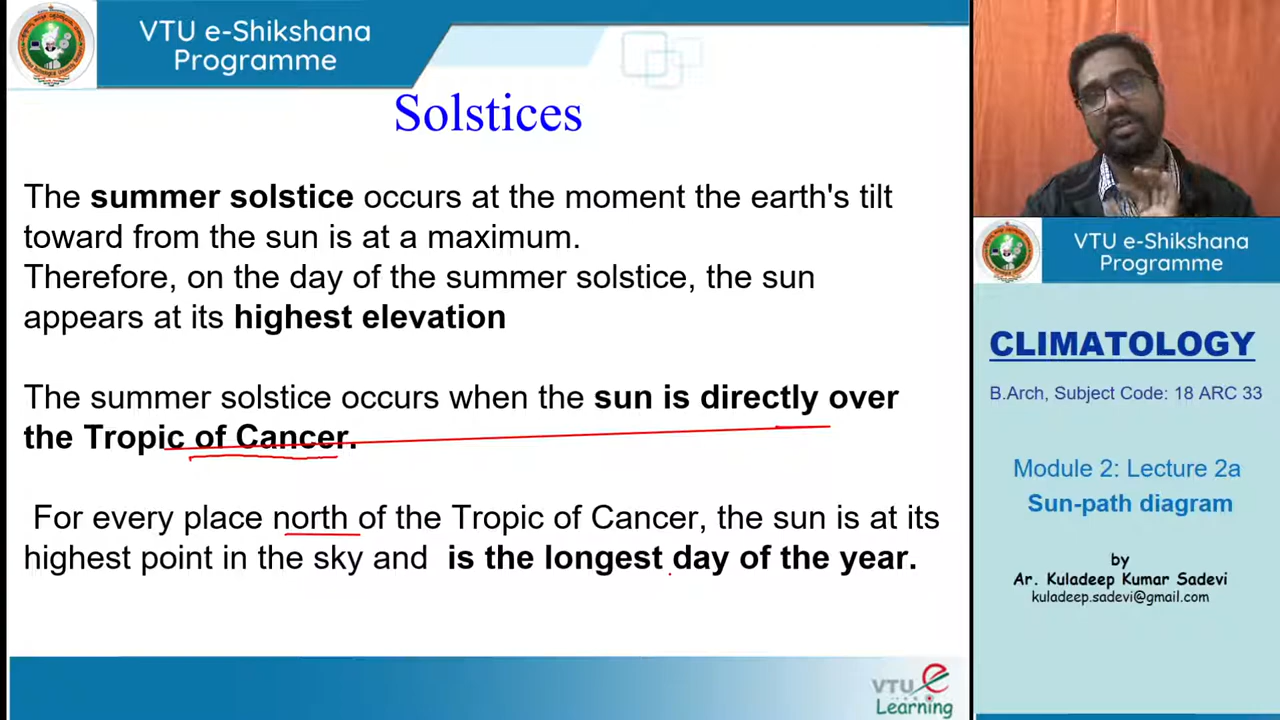 VTU e-Shikshana
Programme
Solstices
The summer solstice occurs at the moment the earth's tilt
toward from the sun is at a maximum.
Therefore, on the day of the summer solstice, the sun
appears at its highest elevation
The summer solstice occurs when the sun is directly over
the Tropic of Cancer.
For every place north of the Tropic of Cancer, the sun is at its
highest point in the sky and is the longest day of the year.
VTU e
Learning
VTU e-Shikshana
Programme
CLIMATOLOGY
B.Arch, Subject Code: 18 ARC 33
Module 2: Lecture 2a
Sun-path diagram
by
Ar. Kuladeep Kumar Sadevi
kuladeep.sadevi@gmail.com